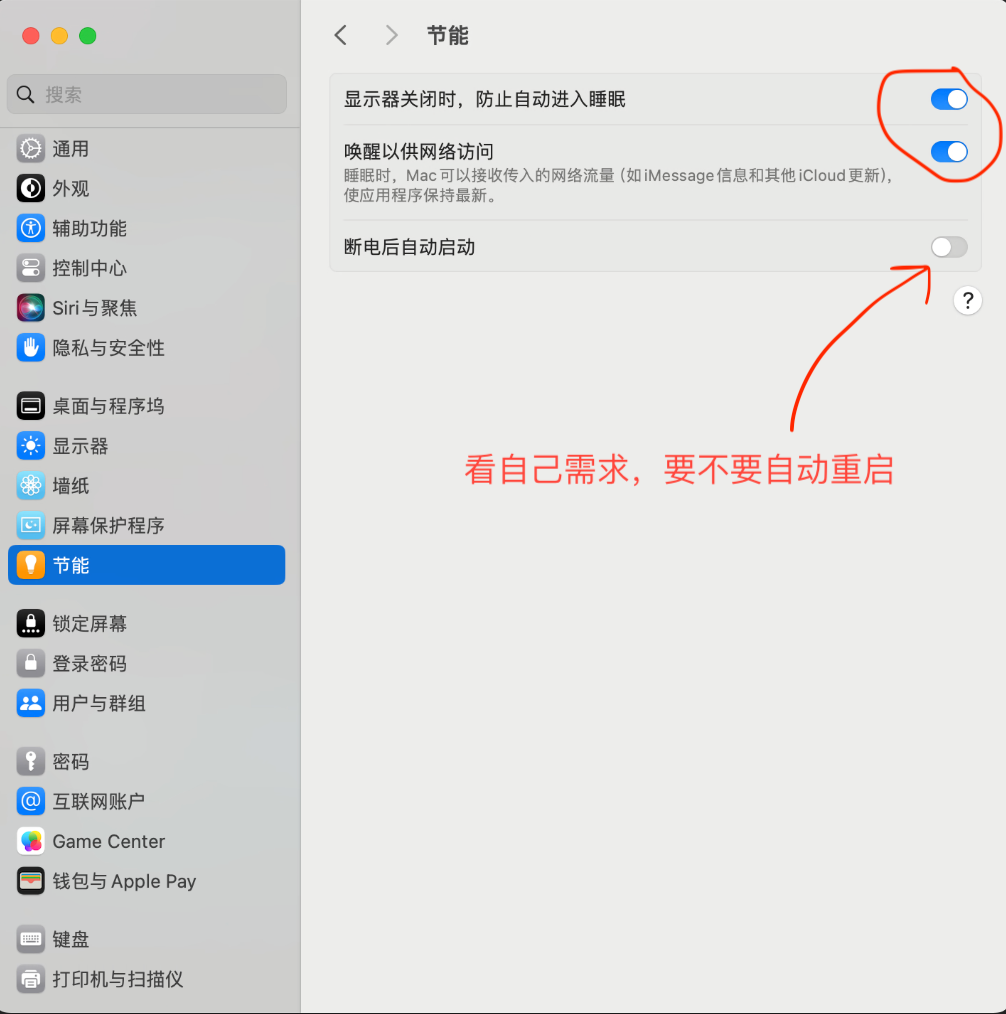 搜索
通用
外观
辅助功能
控制中心
Siri与聚焦
隐私与安全性
桌面与程序坞
显示器
墙纸
屏幕保护程序
节能
锁定屏幕
登录密码
用户与群组
密码
互联网账户
Game Center
钱包与 Apple Pay
键盘
打印机与扫描仪
节能
显示器关闭时，防止自动进入睡眠
唤醒以供网络访问
睡眠时，Mac 可以接收传入的网络流量（如 iMessage 信息和其他 iCloud 更新），
使应用程序保持最新。
断电后自动启动
?
看自己需求，要不要自动重启